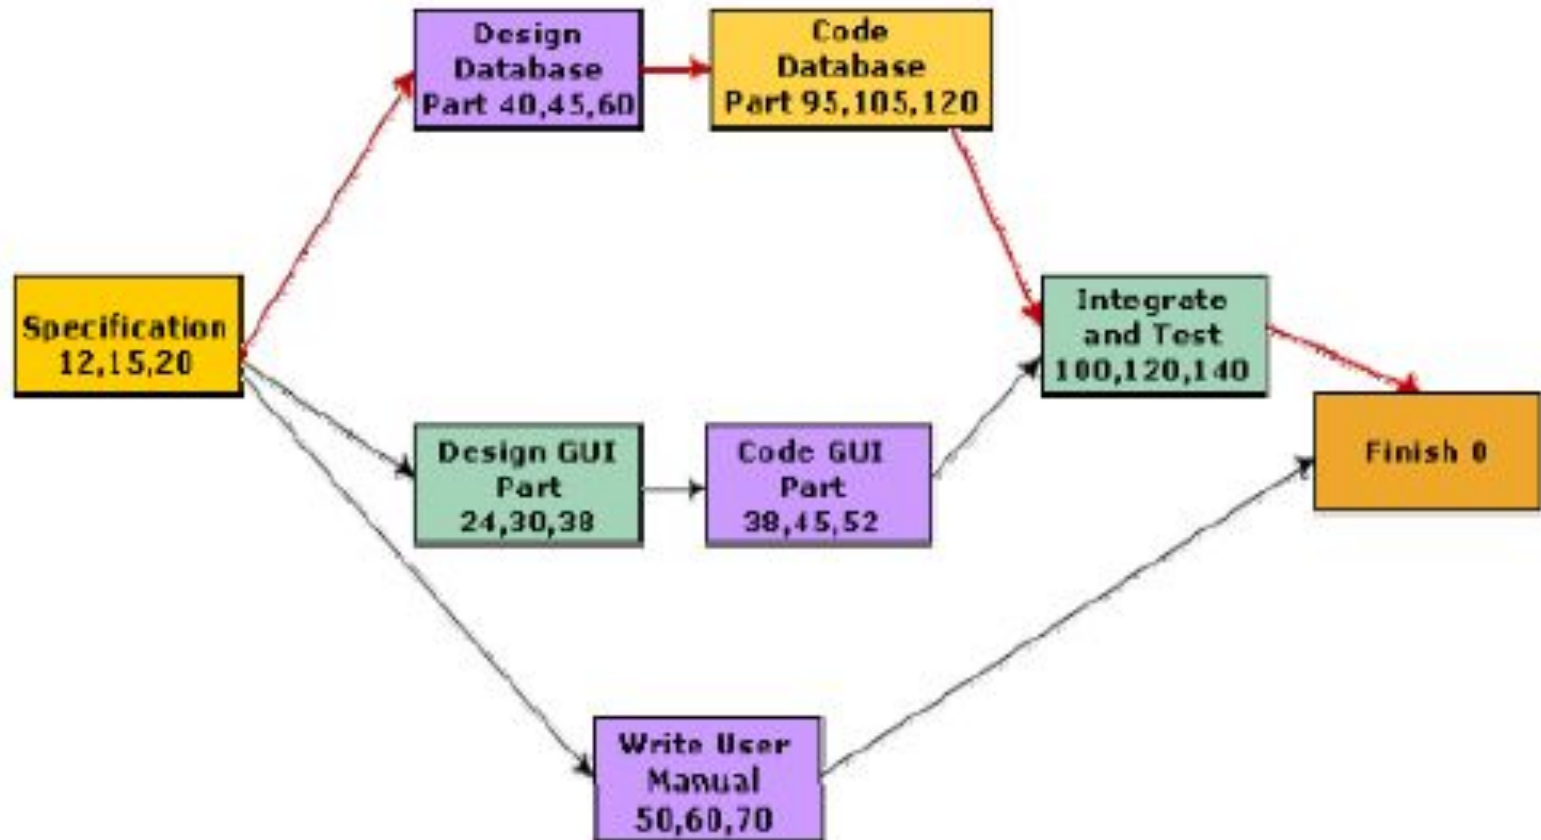 Design
Database
Part 40,45,60
Code
Database
Part 95,105,120
Specification
12,15,20
Integrate
and Test
100,120,140
Design GUI
Part
24,30,38
Code GUI
Part
38,45,52
Finish 0
Write User
Manual
50,60,70